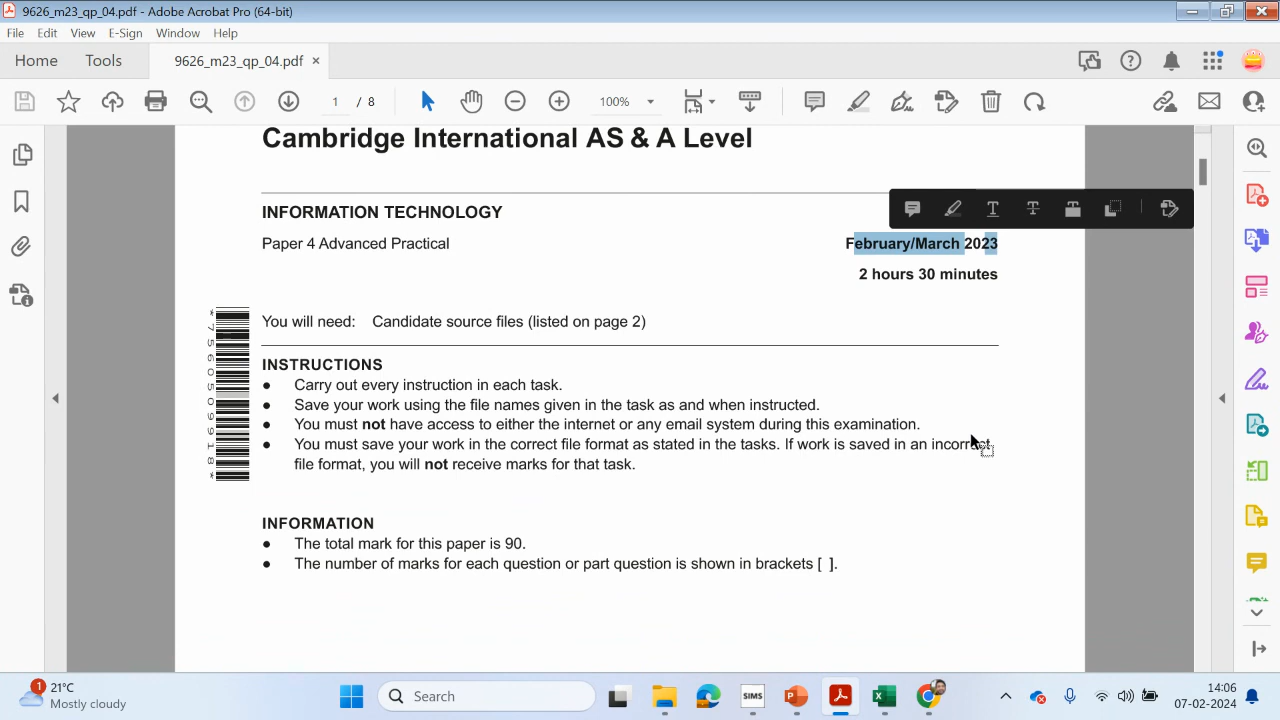 9626_m23_qp_04.pdf - Adobe Acrobat Pro (64-bit)
File Edit View E-Sign Window Help
Home Tools 9626_m23_qp_04.pdf ×
1 / 8 100%
Cambridge International AS & A Level
INFORMATION TECHNOLOGY
Paper 4 Advanced Practical February/March 2023
2 hours 30 minutes
You will need: Candidate source files (listed on page 2)
INSTRUCTIONS
● Carry out every instruction in each task.
● Save your work using the file names given in the task as and when instructed.
● You must not have access to either the internet or any email system during this examination.
● You must save your work in the correct file format as stated in the tasks. If work is saved in an incorrect
file format, you will not receive marks for that task.
*7560509918*
INFORMATION
● The total mark for this paper is 90.
● The number of marks for each question or part question is shown in brackets [ ].
1 21°C
Mostly cloudy
Search
SIMS
14:06
07-02-2024